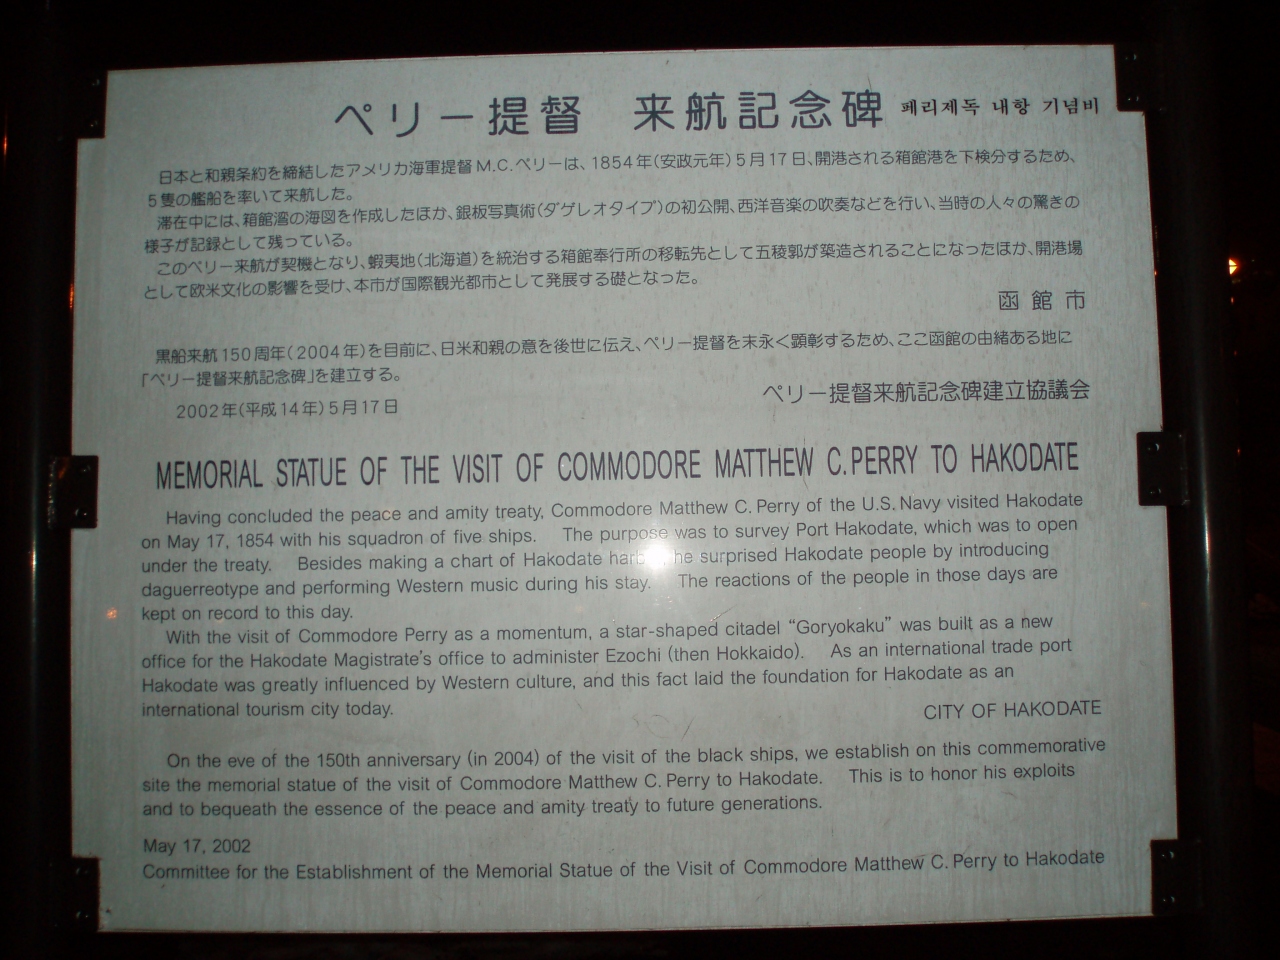 ペリー提督 来航記念碑 페리제독 내항 기념비
日本と和親条約を締結したアメリカ海軍提督M.C.ペリーは、1854年(安政元年)5月17日、開港される箱館港を下検分するため、
5隻の艦船を率いて来航した。
滞在中には、箱館湾の海図を作成したほか、銀板写真術(ダゲレオタイプ)の初公開、西洋音楽の吹奏などを行い、当時の人々の驚きの
様子が記録として残っている。
このペリー来航が契機となり、蝦夷地(北海道)を統治する箱館奉行所の移転先として五稜郭が築造されることになったほか、開港場
として欧米文化の影響を受け、本市が国際観光都市として発展する礎となった。
函館市
黒船来航150周年(2004年)を目前に、日米和親の意を後世に伝え、ペリー提督を末永く顕彰するため、ここ函館の由緒ある地に
「ペリー提督来航記念碑」を建立する。
2002年(平成14年)5月17日
ペリー提督来航記念碑建立協議会
MEMORIAL STATUE OF THE VISIT OF COMMODORE MATTHEW C.PERRY TO HAKODATE
Having concluded the peace and amity treaty, Commodore Matthew C. Perry of the U.S. Navy visited Hakodate
on May 17, 1854 with his squadron of five ships. The purpose was to survey Port Hakodate, which was to open
under the treaty. Besides making a chart of Hakodate he surprised Hakodate people by introducing
daguerreotype and performing Western music during his stay. The reactions of the people in those days are
kept on record to this day.
With the visit of Commodore Perry as a momentum, a star-shaped citadel “Goryokaku” was built as a new
office for the Hakodate Magistrate's office to administer Ezochi (then Hokkaido). As an international trade port
Hakodate was greatly influenced by Western culture, and this fact laid the foundation for Hakodate as an
international tourism city today.
CITY OF HAKODATE
On the eve of the 150th anniversary (in 2004) of the visit of the black ships, we establish on this commemorative
site the memorial statue of the visit of Commodore Matthew C. Perry to Hakodate. This is to honor his exploits
and to bequeath the essence of the peace and amity treaty to future generations.
May 17, 2002
Committee for the Establishment of the Memorial Statue of the Visit of Commodore Matthew C. Perry to Hakodate